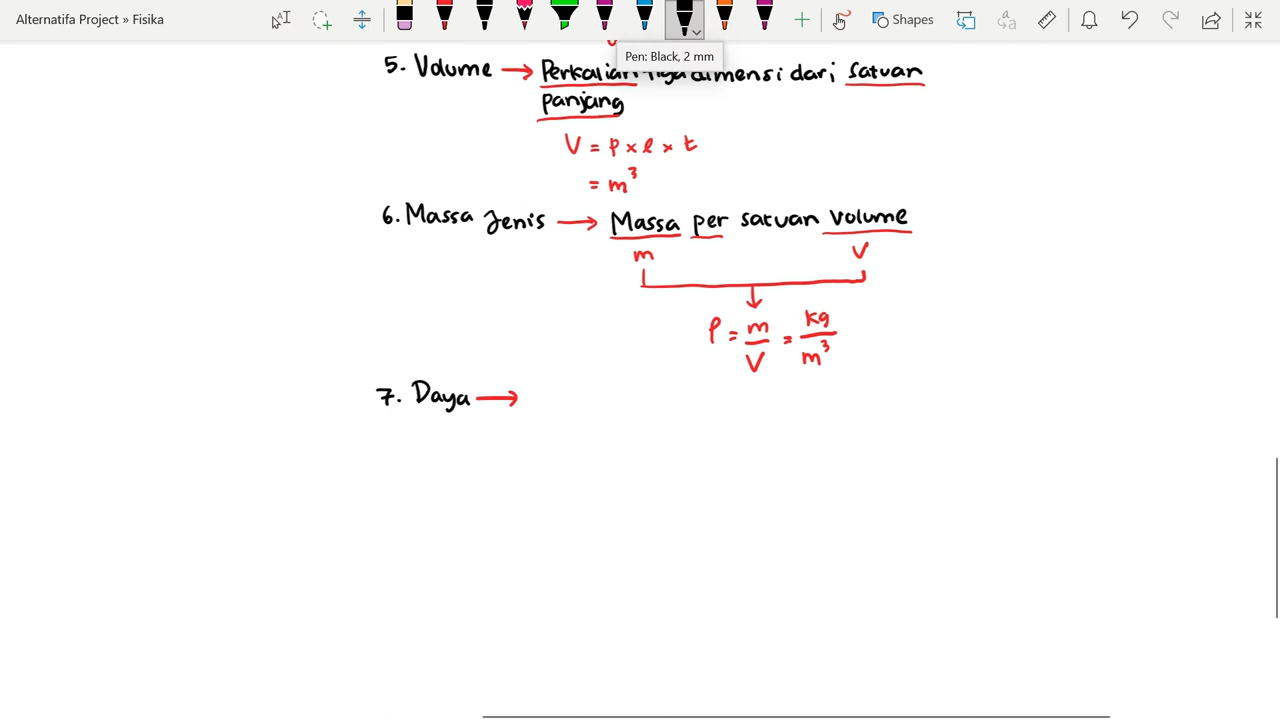 Alternatifa Project » Fisika
Shapes
Pen: Black, 2 mm
5. Volume → Perkalian dimensi dari satuan
panjang
V = p × l × t
= m³
6. Massa Jenis → Massa per satuan volume
m V
ρ = m/V = kg/m³
7. Daya →